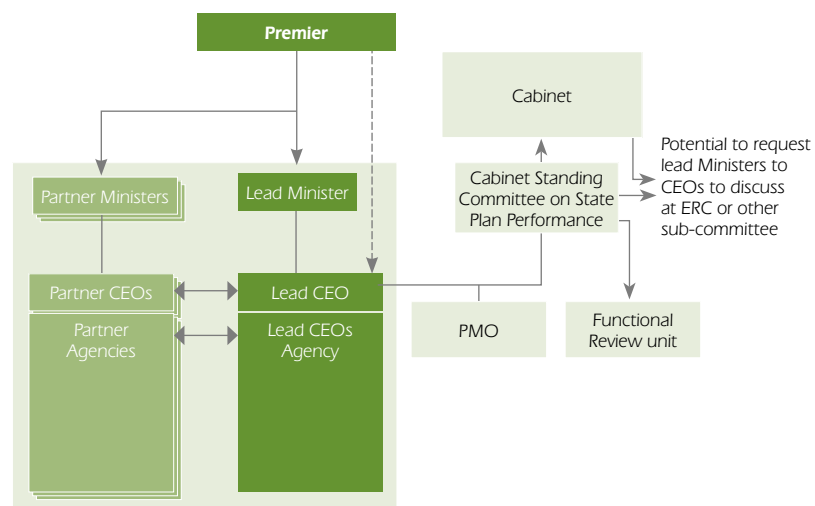 Premier
Cabinet
Potential to request
lead Ministers to
CEOs to discuss
at ERC or other
sub-committee
Partner Ministers
Lead Minister
Cabinet Standing
Committee on State
Plan Performance
Partner CEOs
Lead CEO
Partner
Agencies
Lead CEOs
Agency
PMO
Functional
Review unit